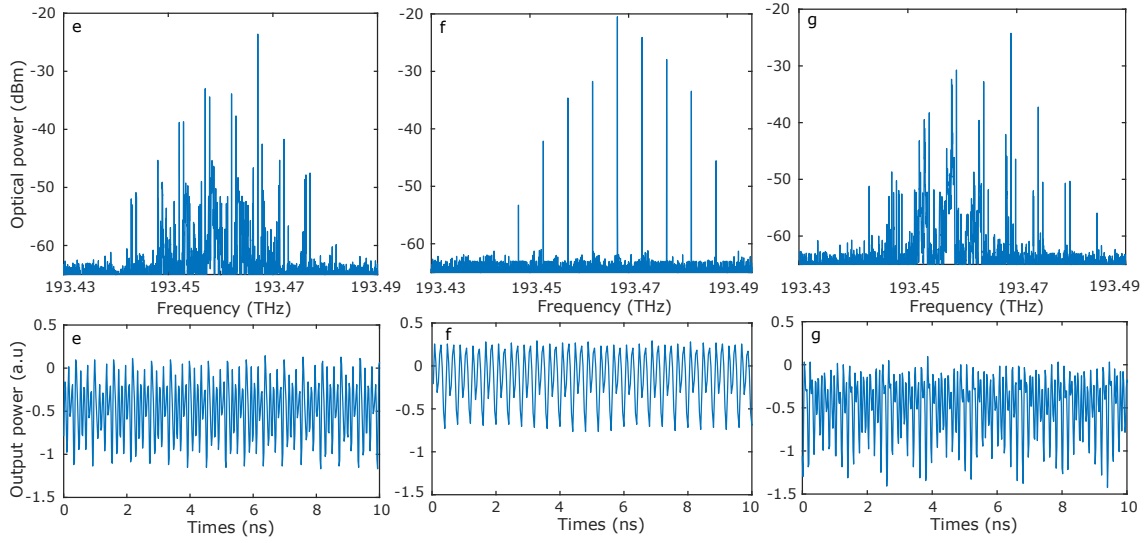 e
f
g
Optical power (dBm)
-20
-30
-40
-50
-60
-20
-30
-40
-50
-60
-20
-30
-40
-50
-60
193.43 193.45 193.47 193.49
193.43 193.45 193.47 193.49
193.43 193.45 193.47 193.49
Frequency (THz)
Frequency (THz)
Frequency (THz)
e
f
g
Output power (a.u)
0.5
0
-0.5
-1
-1.5
0.5
0
-0.5
-1
-1.5
0.5
0
-0.5
-1
-1.5
0 2 4 6 8 10
0 2 4 6 8 10
0 2 4 6 8 10
Times (ns)
Times (ns)
Times (ns)